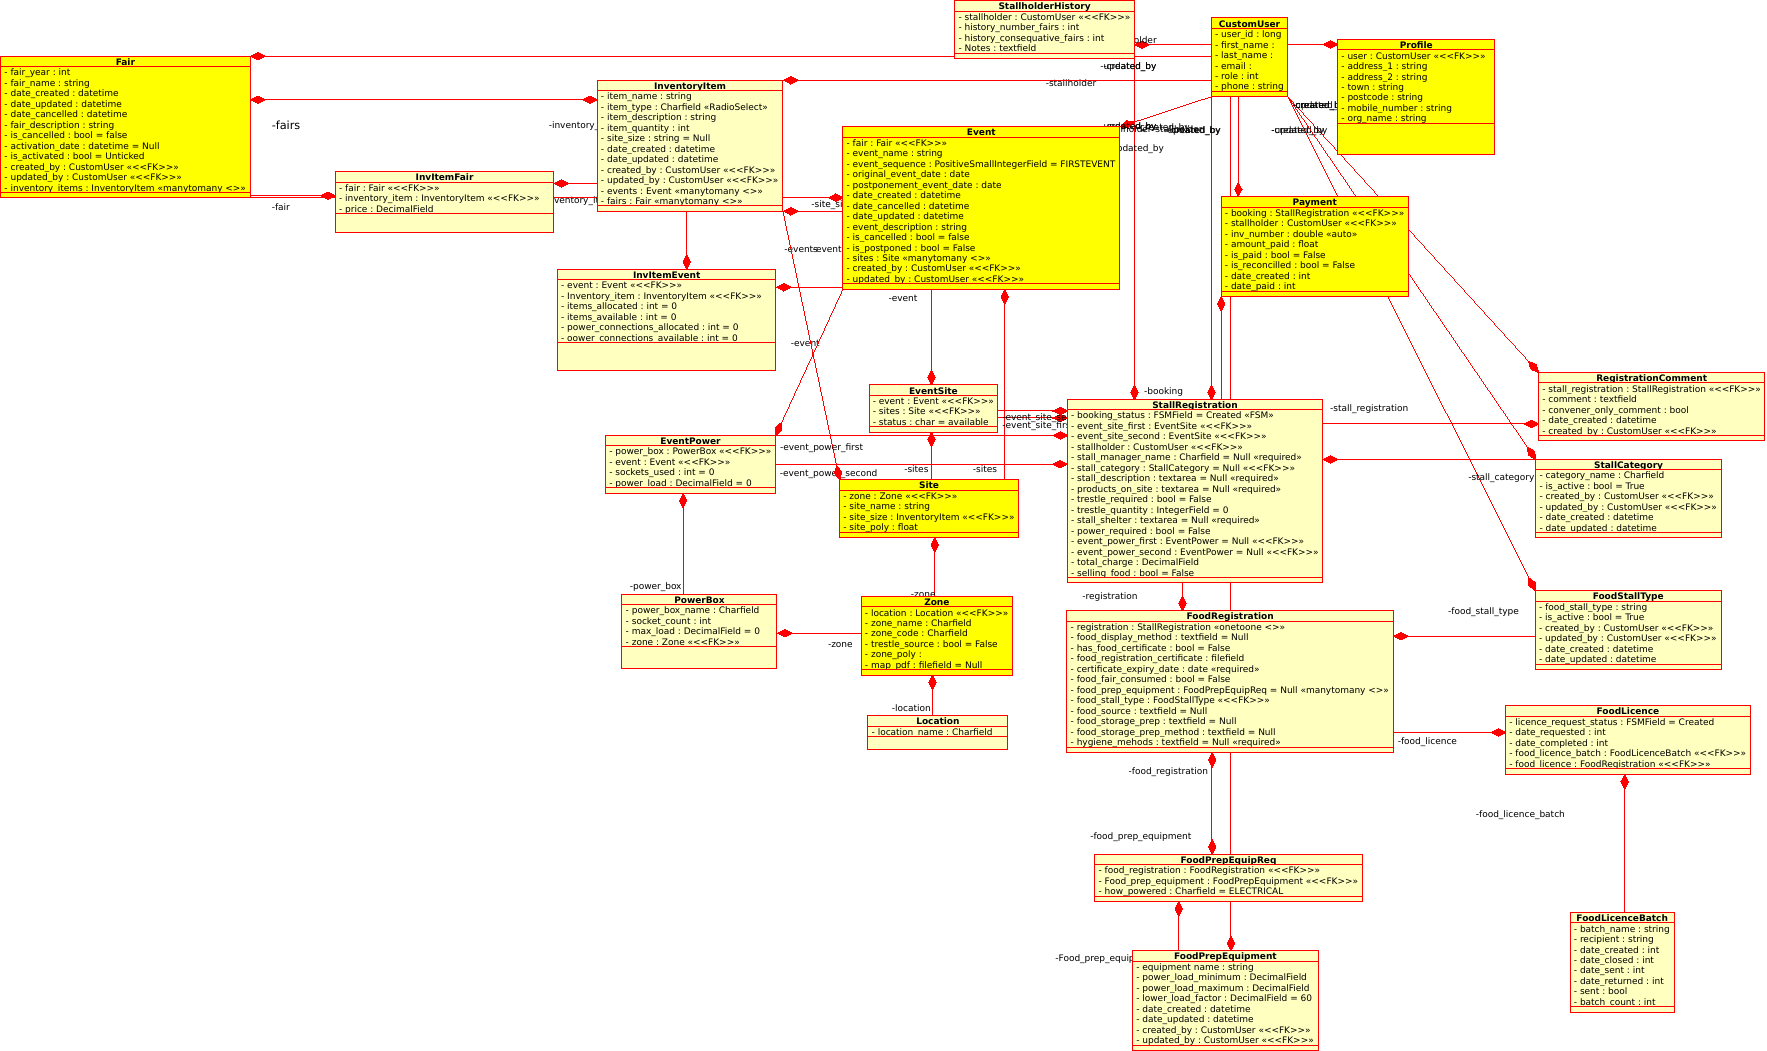 StallholderHistory
- stallholder : CustomUser «<<FK>>»
- history_number_fairs : int
- history_consequative_fairs : int
- Notes : textfield
CustomUser
- user_id : long
- first_name :
- last_name :
- email :
- role : int
- phone : string
Profile
- user : CustomUser «<<FK>>»
- address_1 : string
- address_2 : string
- town : string
- postcode : string
- mobile_number : string
- org_name : string
Fair
- fair_year : int
- fair_name : string
- date_created : datetime
- date_updated : datetime
- date_cancelled : datetime
- fair_description : string
- is_cancelled : bool = false
- activation_date : datetime = Null
- is_activated : bool = Unticked
- created_by : CustomUser «<<FK>>»
- updated_by : CustomUser «<<FK>>»
- inventory_items : InventoryItem «manytomany <>»
-fairs
-fair
InvItemFair
- fair : Fair «<<FK>>»
- inventory_item : InventoryItem «<<FK>>»
- price : DecimalField
-inventory_
InventoryItem
- item_name : string
- item_type : Charfield «RadioSelect»
- item_description : string
- item_quantity : int
- site_size : string = Null
- date_created : datetime
- date_updated : datetime
- created_by : CustomUser «<<FK>>»
- updated_by : CustomUser «<<FK>>»
- events : Event «manytomany <>»
- fairs : Fair «manytomany <>»
-stallholder
Event
- fair : Fair «<<FK>>»
- event_name : string
- event_sequence : PositiveSmallIntegerField = FIRSTEVENT
- original_event_date : date
- postponement_event_date : date
- date_created : datetime
- date_cancelled : datetime
- date_updated : datetime
- event_description : string
- is_cancelled : bool = false
- is_postponed : bool = False
- sites : Site «manytomany <>»
- created_by : CustomUser «<<FK>>»
- updated_by : CustomUser «<<FK>>»
Payment
- booking : StallRegistration «<<FK>>»
- stallholder : CustomUser «<<FK>>»
- inv_number : double «auto»
- amount_paid : float
- is_paid : bool = False
- is_reconcilled : bool = False
- date_created : int
- date_paid : int
InvItemEvent
- event : Event «<<FK>>»
- Inventory_item : InventoryItem «<<FK>>»
- items_allocated : int = 0
- items_available : int = 0
- power_connections_allocated : int = 0
- oower_connections_available : int = 0
-event
-event
EventSite
- event : Event «<<FK>>»
- sites : Site «<<FK>>»
- status : char = available
-booking
StallRegistration
- booking_status : FSMField = Created «FSM»
- event_site_first : EventSite «<<FK>>»
- event_site_second : EventSite «<<FK>>»
- stallholder : CustomUser «<<FK>>»
- stall_manager_name : Charfield = Null «required»
- stall_category : StallCategory = Null «<<FK>>»
- stall_description : textarea = Null «required»
- products_on_site : textarea = Null «required»
- trestle_required : bool = False
- trestle_quantity : IntegerField = 0
- stall_shelter : textarea = Null «required»
- power_required : bool = False
- event_power_first : EventPower = Null «<<FK>>»
- event_power_second : EventPower = Null «<<FK>>»
- total_charge : DecimalField
- selling_food : bool = False
-stall_registration
RegistrationComment
- stall_registration : StallRegistration «<<FK>>»
- comment : textfield
- convener_only_comment : bool
- date_created : datetime
- created_by : CustomUser «<<FK>>»
EventPower
- power_box : PowerBox «<<FK>>»
- event : Event «<<FK>>»
- sockets_used : int = 0
- power_load : DecimalField = 0
-event_power_first
-event_power_second
-sites
-sites
Site
- zone : Zone «<<FK>>»
- site_name : string
- site_size : InventoryItem «<<FK>>»
- site_poly : float
-stall_category
StallCategory
- category_name : Charfield
- is_active : bool = True
- created_by : CustomUser «<<FK>>»
- updated_by : CustomUser «<<FK>>»
- date_created : datetime
- date_updated : datetime
-power_box
PowerBox
- power_box_name : Charfield
- socket_count : int
- max_load : DecimalField = 0
- zone : Zone «<<FK>>»
-zone
-zone
Zone
- location : Location «<<FK>>»
- zone_name : Charfield
- zone_code : Charfield
- trestle_source : bool = False
- zone_poly :
- map_pdf : filefield = Null
-location
Location
- location_name : Charfield
-registration
FoodRegistration
- registration : StallRegistration «onetoone <>»
- food_display_method : textfield = Null
- has_food_certificate : bool = False
- food_registration_certificate : filefield
- certificate_expiry_date : date «required»
- food_fair_consumed : bool = False
- food_prep_equipment : FoodPrepEquipReq = Null «manytomany <>»
- food_stall_type : FoodStallType «<<FK>>»
- food_source : textfield = Null
- food_storage_prep : textfield = Null
- food_storage_prep_method : textfield = Null
- hygiene_mehods : textfield = Null «required»
-food_stall_type
FoodStallType
- food_stall_type : string
- is_active : bool = True
- created_by : CustomUser «<<FK>>»
- updated_by : CustomUser «<<FK>>»
- date_created : datetime
- date_updated : datetime
-food_licence
FoodLicence
- licence_request_status : FSMField = Created
- date_requested : int
- date_completed : int
- food_licence_batch : FoodLicenceBatch «<<FK>>»
- food_licence : FoodRegistration «<<FK>>»
-food_registration
-food_licence_batch
-food_prep_equipment
FoodPrepEquipReq
- food_registration : FoodRegistration «<<FK>>»
- Food_prep_equipment : FoodPrepEquipment «<<FK>>»
- how_powered : Charfield = ELECTRICAL
-Food_prep_equip
FoodPrepEquipment
- equipment name : string
- power_load_minimum : DecimalField
- power_load_maximum : DecimalField
- lower_load_factor : DecimalField = 60
- date_created : datetime
- date_updated : datetime
- created_by : CustomUser «<<FK>>»
- updated_by : CustomUser «<<FK>>»
FoodLicenceBatch
- batch_name : string
- recipient : string
- date_created : int
- date_closed : int
- date_sent : int
- date_returned : int
- sent : bool
- batch_count : int